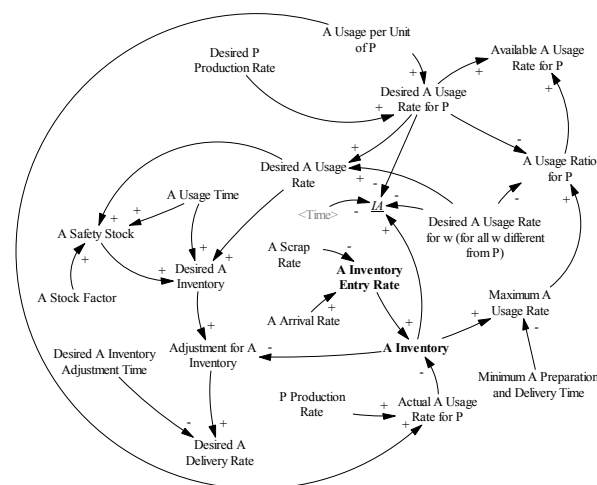 A Usage per Unit
of P
Desired P
Production Rate
Available A Usage
Rate for P
+
+
+
+
Desired A Usage
Rate for P
+
-
Desired A Usage
Rate
+
A Usage Ratio
for P
A Usage Time
-
-
-
+
<Time>
-
IA
+
+
+
A Safety Stock
+
+
Desired A Usage Rate
for w (for all w different
from P)
A Scrap
Rate
-
+
+
Desired A
Inventory
A Inventory
Entry Rate
A Stock Factor
+
+
A Arrival Rate
Maximum A
Usage Rate
+
+
+
-
Desired A Inventory
Adjustment Time
Adjustment for A
Inventory
-
A Inventory
-
Minimum A Preparation
and Delivery Time
P Production
Rate
+
Actual A Usage
Rate for P
+
-
+
Desired A
Delivery Rate